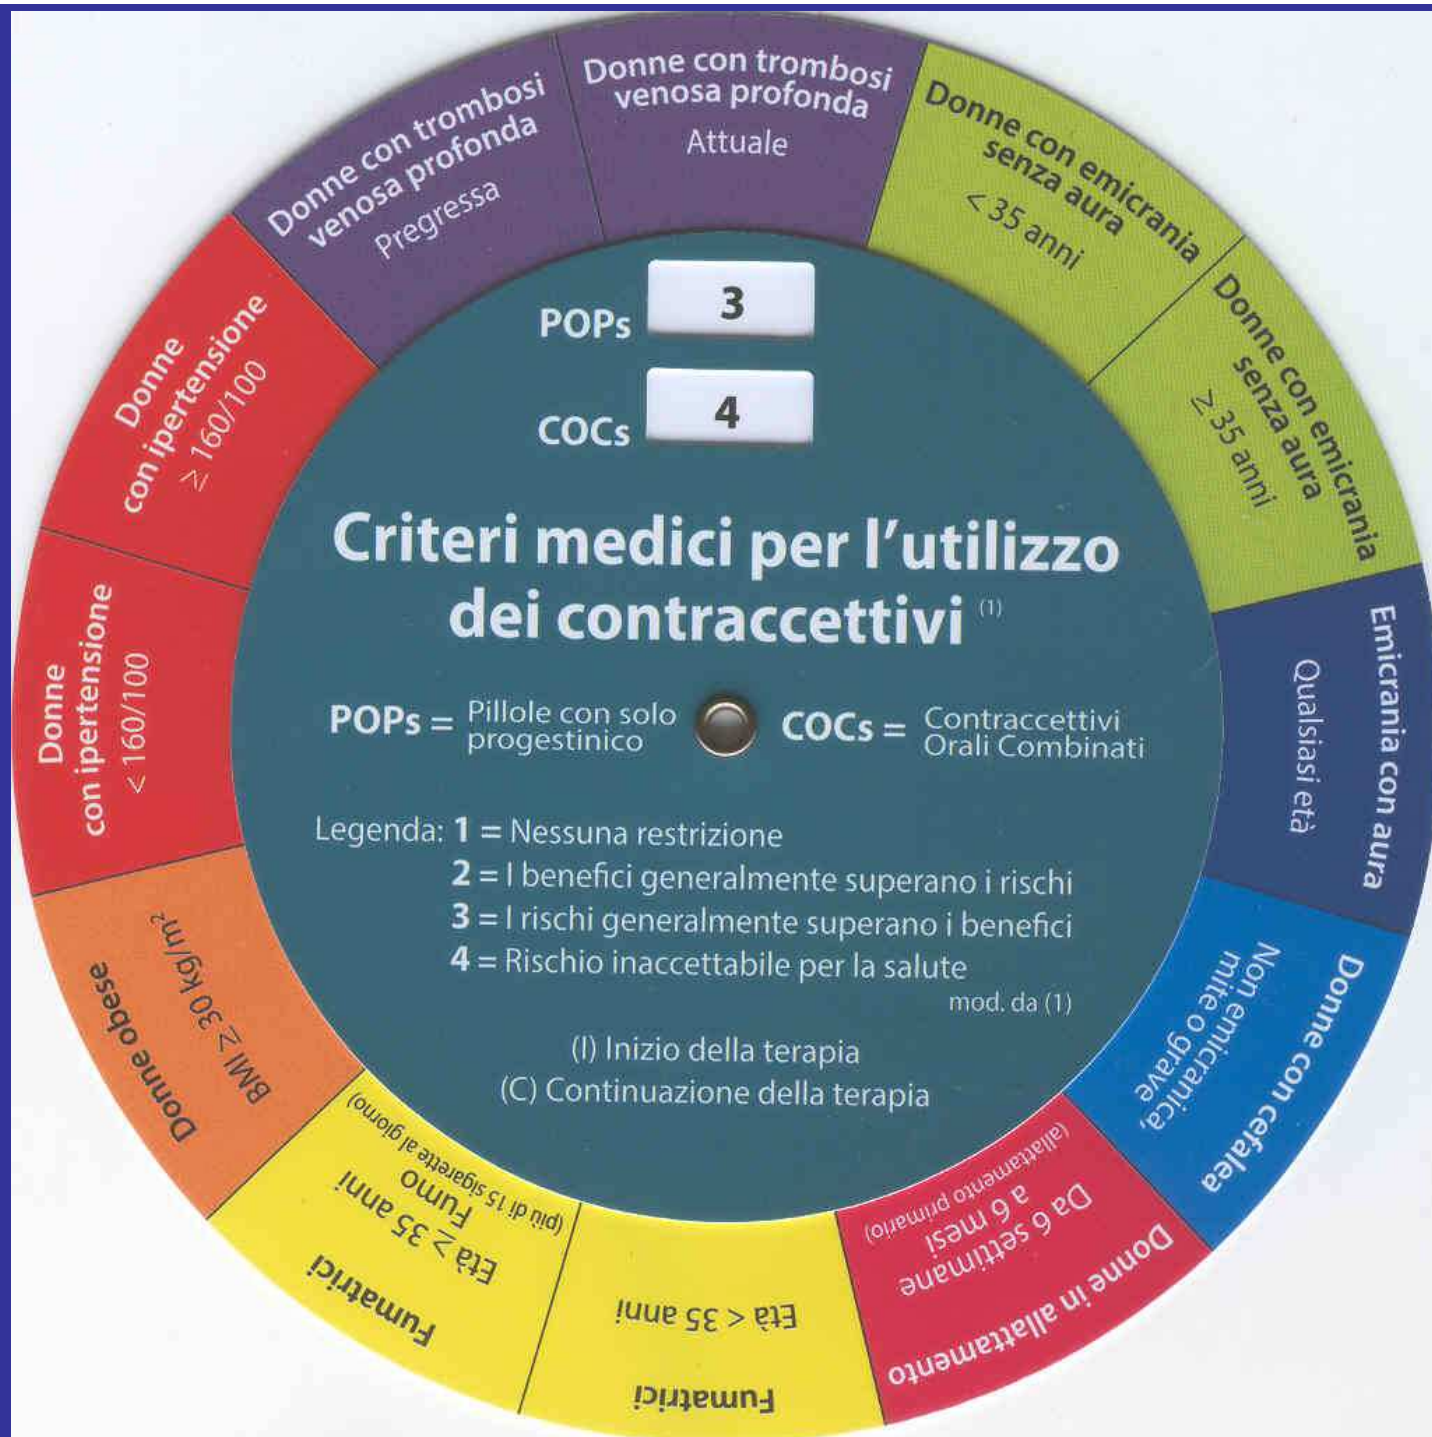 Donne con trombosi
venosa profonda
Attuale
Donne con emicrania
senza aura
< 35 anni
Donne con emicrania
senza aura
≥ 35 anni
Emicrania con aura
Qualsiasi età
Donne con cefalea
Non emicranica,
mite o grave
Donne in allattamento
Da 6 settimane
a 6 mesi
(allattamento primario)
Fumatrici
Età < 35 anni
Fumatrici
Età ≥ 35 anni
Fumo
(più di 15 sigarette al giorno)
Donne obese
BMI ≥ 30 kg/m²
Donne
con ipertensione
< 160/100
Donne
con ipertensione
≥ 160/100
Donne con trombosi
venosa profonda
Pregressa
POPs 3
COCs 4
Criteri medici per l'utilizzo
dei contraccettivi (1)
POPs = Pillole con solo
progestinico
COCs = Contraccettivi
Orali Combinati
Legenda: 1 = Nessuna restrizione
2 = I benefici generalmente superano i rischi
3 = I rischi generalmente superano i benefici
4 = Rischio inaccettabile per la salute
mod. da (1)
(I) Inizio della terapia
(C) Continuazione della terapia